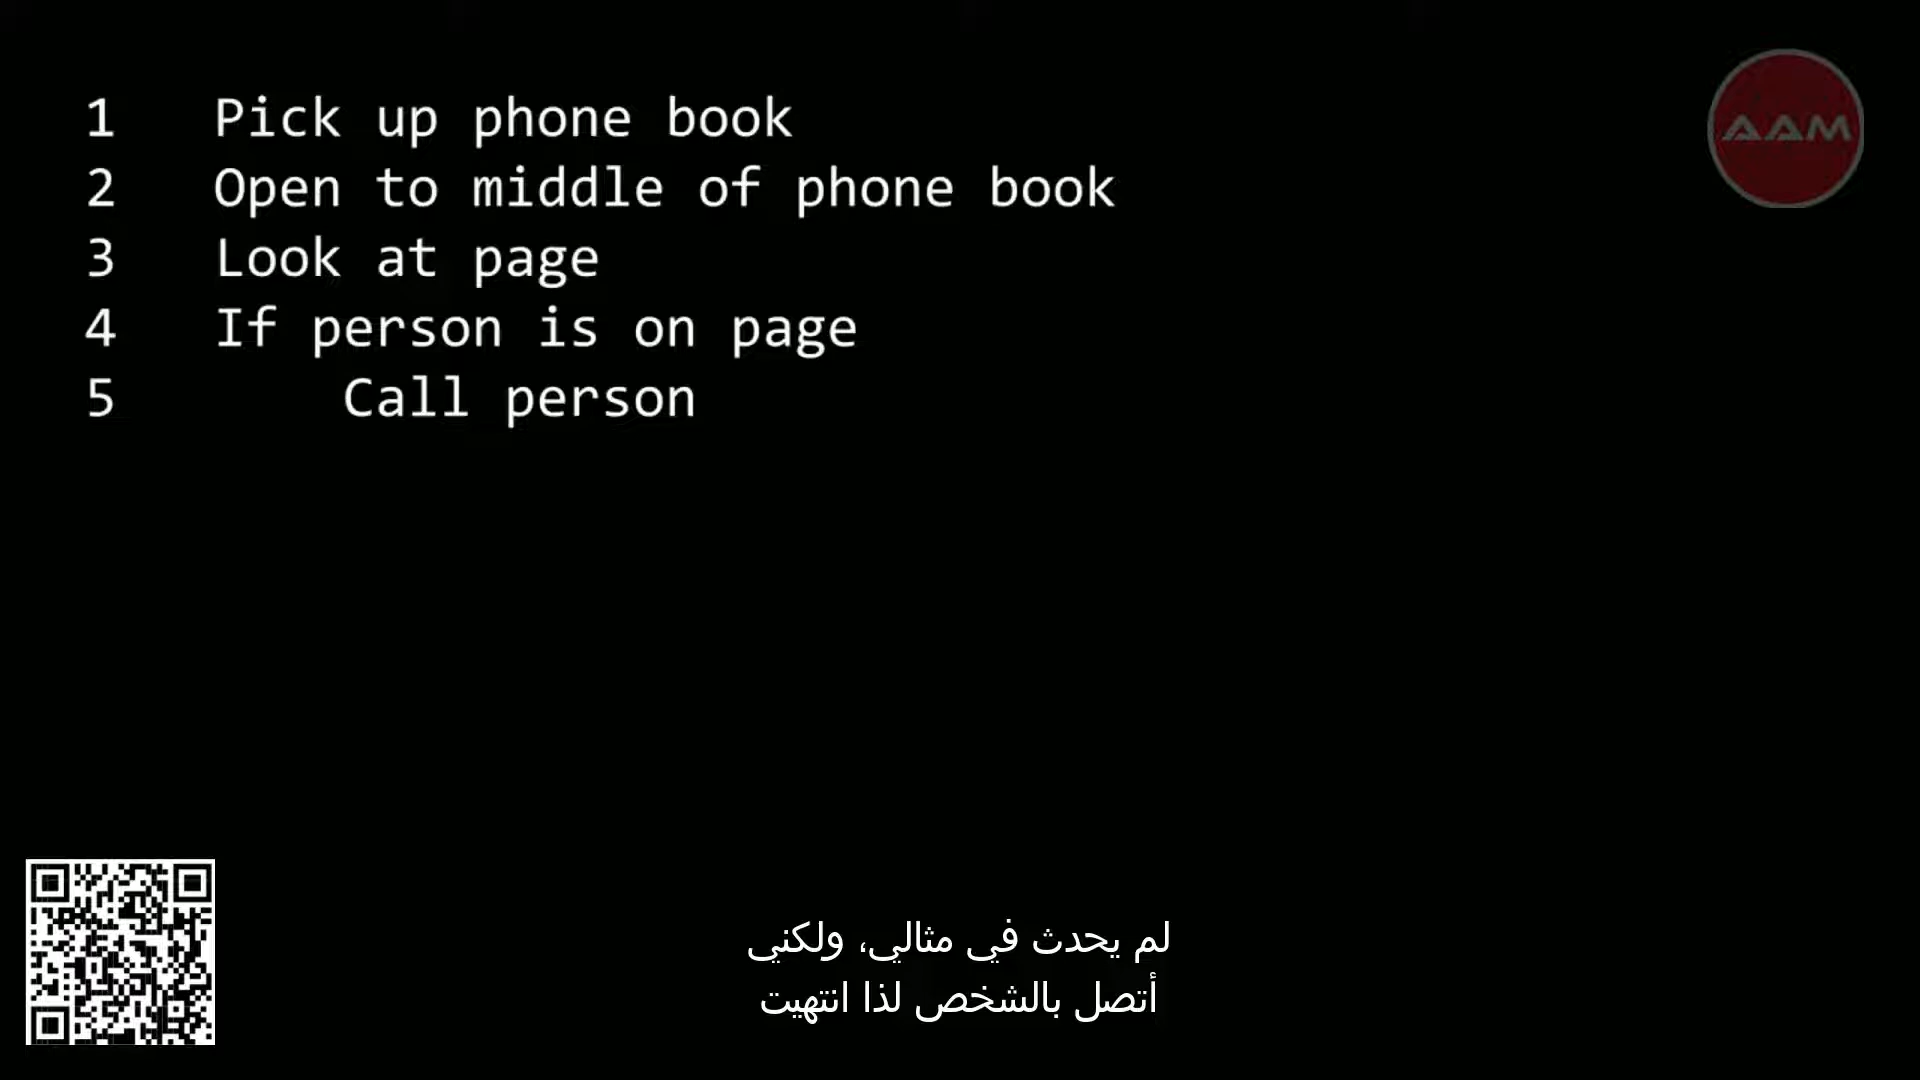 1 Pick up phone book
2 Open to middle of phone book
3 Look at page
4 If person is on page
5 Call person
AAM
لم يحدث في مثالي، ولكني
أتصل بالشخص لذا انتهيت